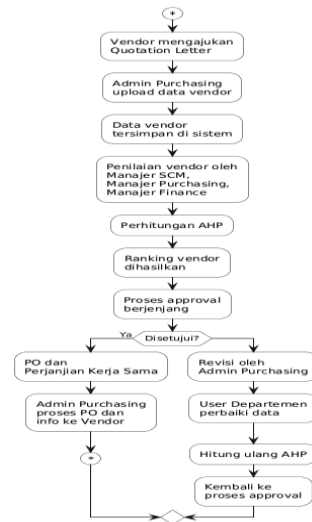 *
Vendor mengajukan
Quotation Letter
Admin Purchasing
upload data vendor
Data vendor
tersimpan di sistem
Penilaian vendor oleh
Manajer SCM,
Manajer Purchasing,
Manajer Finance
Perhitungan AHP
Ranking vendor
dihasilkan
Proses approval
berjenjang
Ya
Disetujui?
PO dan
Perjanjian Kerja Sama
Admin Purchasing
proses PO dan
info ke Vendor
*
Revisi oleh
Admin Purchasing
User Departemen
perbaiki data
Hitung ulang AHP
Kembali ke
proses approval